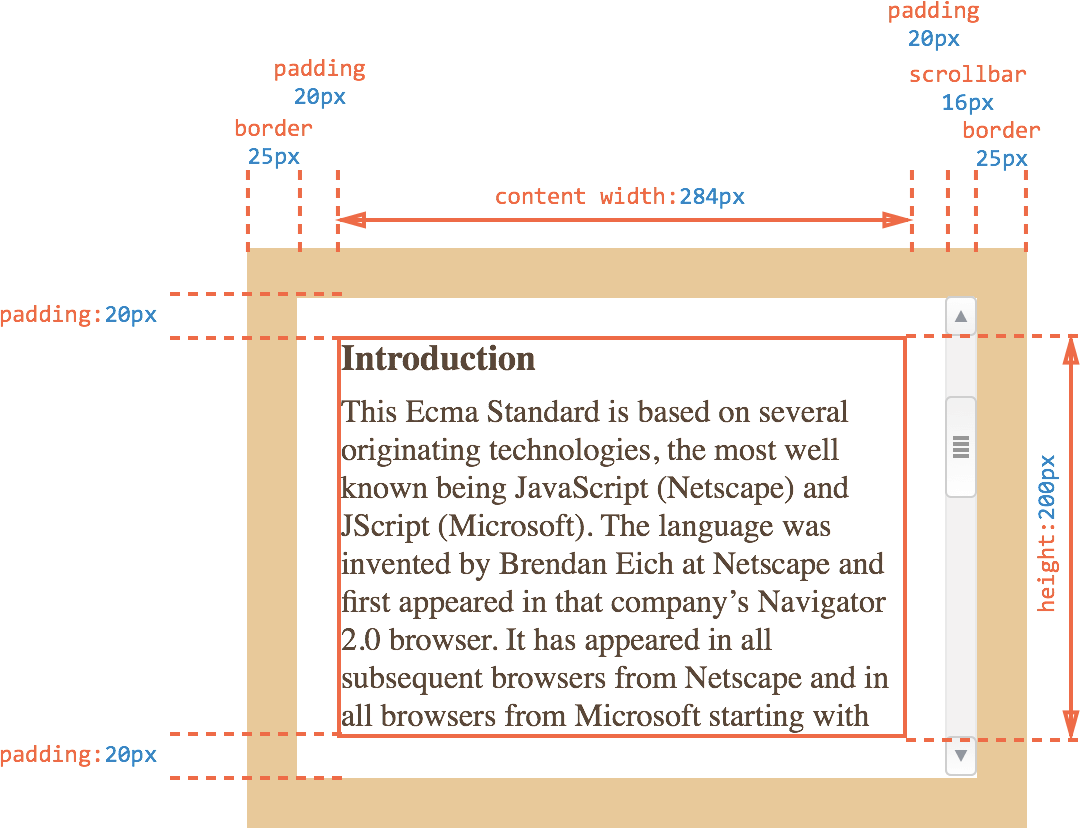 padding
20px
padding
20px
scrollbar
16px
border
25px
border
25px
content width:284px
padding:20px
Introduction
This Ecma Standard is based on several
originating technologies, the most well
known being JavaScript (Netscape) and
JScript (Microsoft). The language was
invented by Brendan Eich at Netscape and
first appeared in that company’s Navigator
2.0 browser. It has appeared in all
subsequent browsers from Netscape and in
all browsers from Microsoft starting with
height:200px
padding:20px